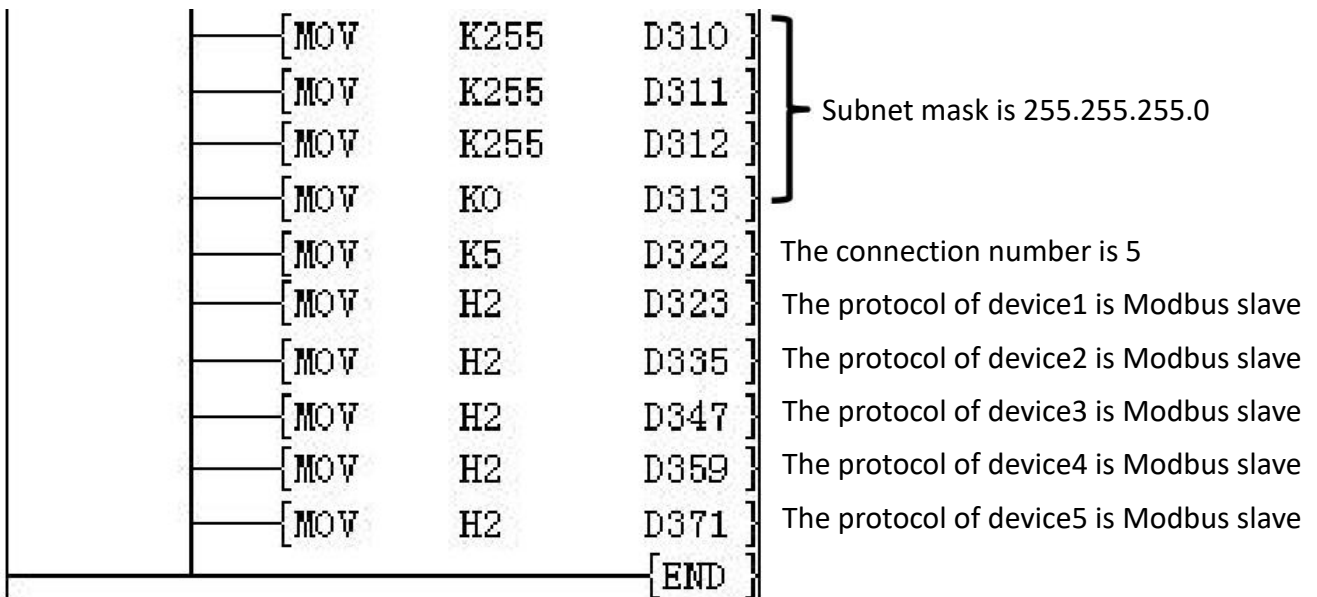 [MOV K255 D310]
[MOV K255 D311]
Subnet mask is 255.255.255.0
[MOV K255 D312]
[MOV K0 D313]
[MOV K5 D322] The connection number is 5
[MOV H2 D323] The protocol of device1 is Modbus slave
[MOV H2 D335] The protocol of device2 is Modbus slave
[MOV H2 D347] The protocol of device3 is Modbus slave
[MOV H2 D359] The protocol of device4 is Modbus slave
[MOV H2 D371] The protocol of device5 is Modbus slave
[END]